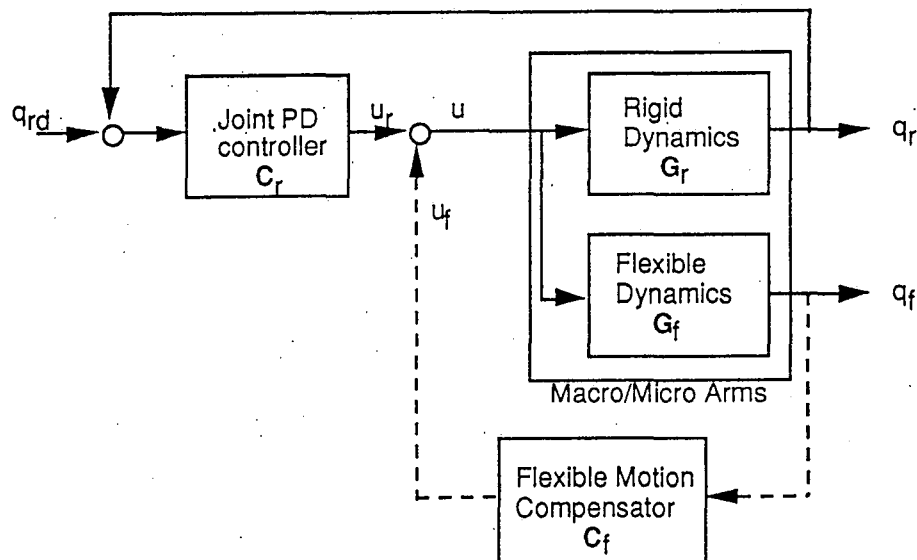 q_rd
Joint PD
controller
C_r
u_r
u
u_f
Rigid
Dynamics
G_r
q_r
Flexible
Dynamics
G_f
q_f
Macro/Micro Arms
Flexible Motion
Compensator
C_f